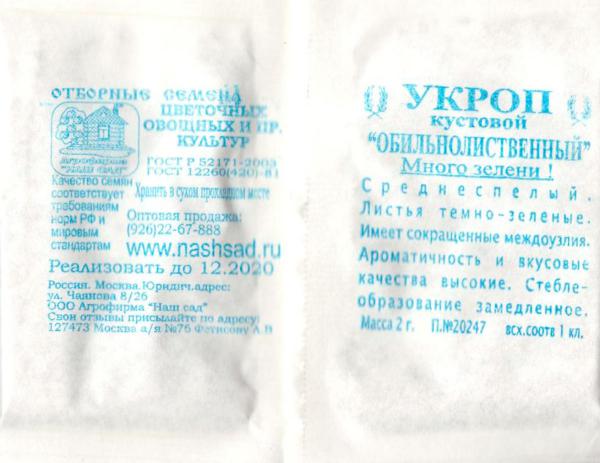 ОТБОРНЫЕ СЕМЕНА
ЦВЕТОЧНЫХ
ОВОЩНЫХ И ПР.
КУЛЬТУР
ГОСТ Р 52171-2003
ГОСТ 12260(420)-81
Качество семян
соответствует
требованиям
норм РФ и
мировым
стандартам
Хранить в сухом прохладном месте
Оптовая продажа:
(926)22-67-888
www.nashsad.ru
Реализовать до 12.2020
Россия. Москва.Юридич.адрес:
ул. Чаянова 8/26
ООО Агрофирма "Наш сад"
Свои отзывы присылайте по адресу:
127473 Москва а/я №76 Фетисову А.В
УКРОП
кустовой
"ОБИЛЬНОЛИСТВЕННЫЙ"
Много зелени !
Среднеспелый.
Листья темно-зеленые.
Имеет сокращенные междоузлия.
Ароматичность и вкусовые
качества высокие. Стебле-
образование замедленное.
Масса 2 г. П.№20247 всх.соотв 1 кл.